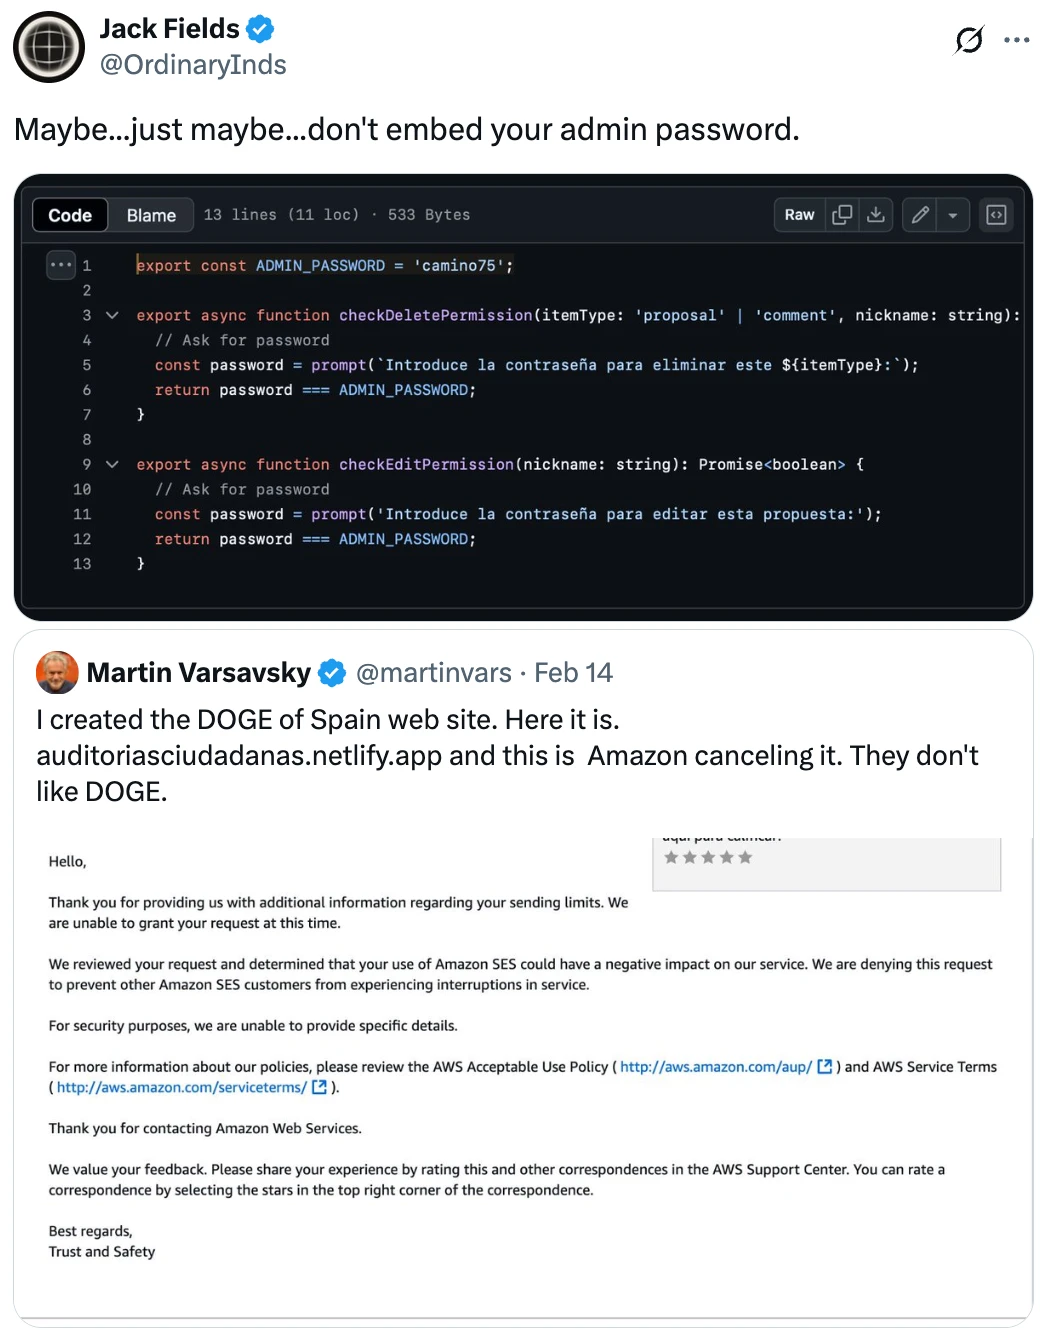 Jack Fields
@OrdinaryInds
Maybe...just maybe...don't embed your admin password.
Code Blame 13 lines (11 loc) · 533 Bytes Raw
1 export const ADMIN_PASSWORD = 'camino75';
2
3 export async function checkDeletePermission(itemType: 'proposal' | 'comment', nickname: string):
4 // Ask for password
5 const password = prompt(`Introduce la contraseña para eliminar este ${itemType}:`);
6 return password === ADMIN_PASSWORD;
7 }
8
9 export async function checkEditPermission(nickname: string): Promise<boolean> {
10 // Ask for password
11 const password = prompt('Introduce la contraseña para editar esta propuesta:');
12 return password === ADMIN_PASSWORD;
13 }
Martin Varsavsky @martinvars · Feb 14
I created the DOGE of Spain web site. Here it is.
auditoriasciudadanas.netlify.app and this is  Amazon canceling it. They don't
like DOGE.
aquí para calificar:
Hello,
Thank you for providing us with additional information regarding your sending limits. We
are unable to grant your request at this time.
We reviewed your request and determined that your use of Amazon SES could have a negative impact on our service. We are denying this request
to prevent other Amazon SES customers from experiencing interruptions in service.
For security purposes, we are unable to provide specific details.
For more information about our policies, please review the AWS Acceptable Use Policy ( http://aws.amazon.com/aup/ ) and AWS Service Terms
( http://aws.amazon.com/serviceterms/ ).
Thank you for contacting Amazon Web Services.
We value your feedback. Please share your experience by rating this and other correspondences in the AWS Support Center. You can rate a
correspondence by selecting the stars in the top right corner of the correspondence.
Best regards,
Trust and Safety